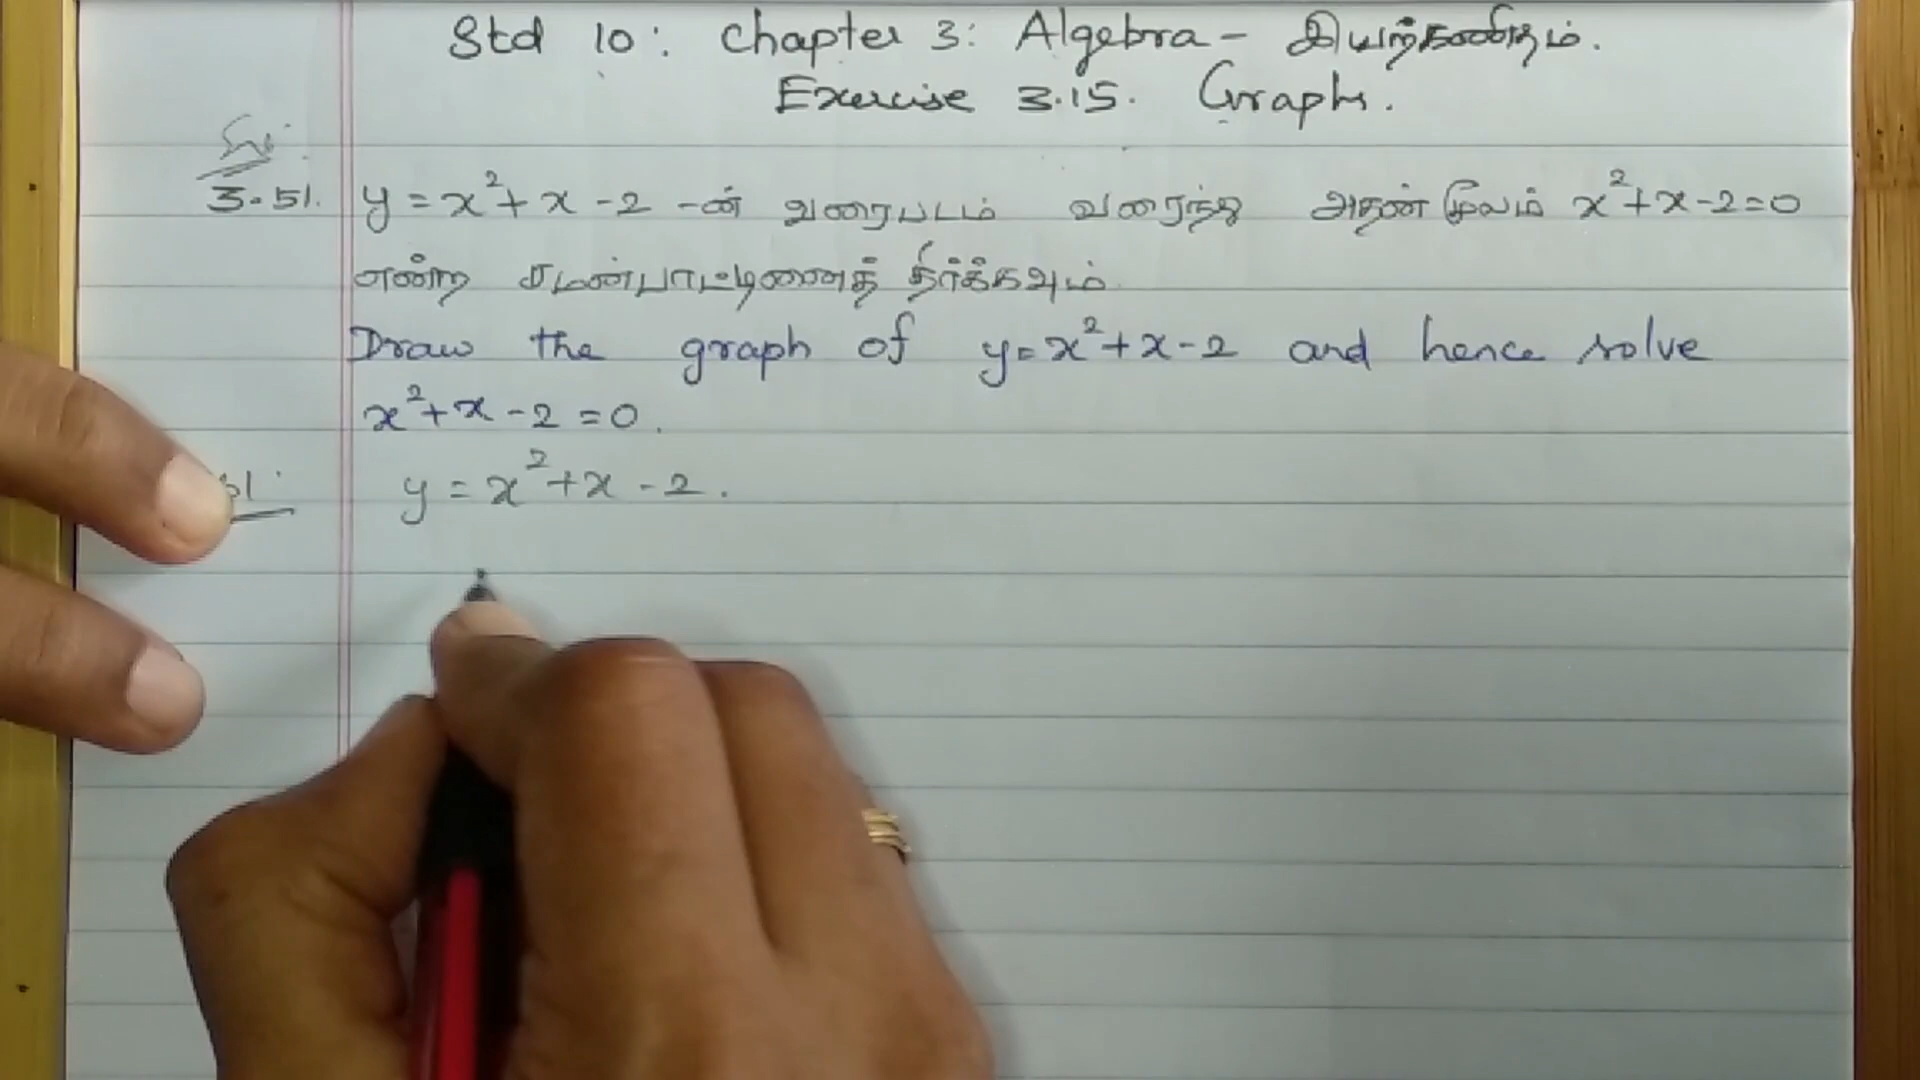 Std 10: Chapter 3: Algebra - இயற்கணிதம்.
Exercise 3.15. Graphs.
3.51. y = x²+x-2 -ன் வரைபடம் வரைந்து அதன் மூலம் x²+x-2=0
என்ற சமன்பாட்டினைத் தீர்க்கவும்.
Draw the graph of y=x²+x-2 and hence solve
x²+x-2=0.
y = x²+x-2.